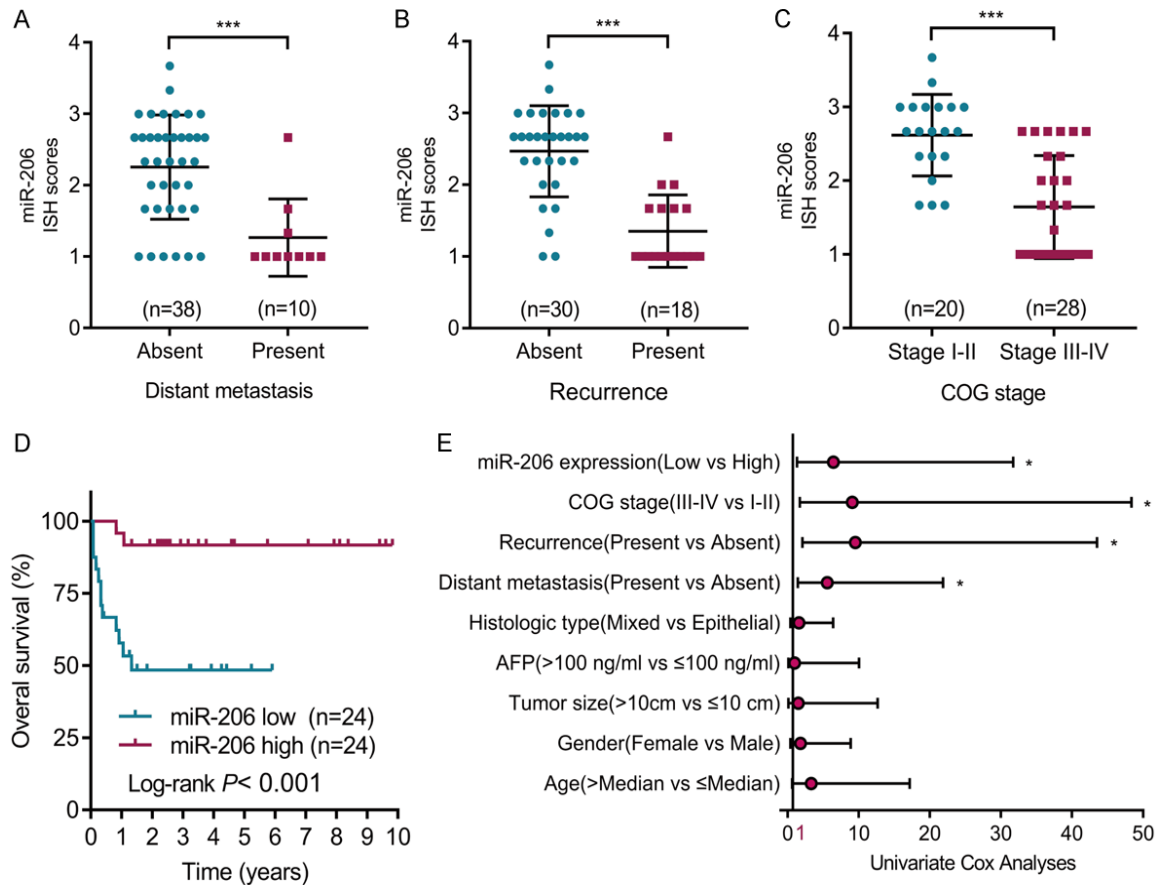 A
***
4
3
2
1
0
miR-206
ISH scores
(n=38)
(n=10)
Absent
Present
Distant metastasis
B
***
4
3
2
1
0
miR-206
ISH scores
(n=30)
(n=18)
Absent
Present
Recurrence
C
***
4
3
2
1
0
miR-206
ISH scores
(n=20)
(n=28)
Stage I-II
Stage III-IV
COG stage
D
100
75
50
25
0
Overal survival (%)
miR-206 low (n=24)
miR-206 high (n=24)
Log-rank P< 0.001
0 1 2 3 4 5 6 7 8 9 10
Time (years)
E
miR-206 expression(Low vs High) *
COG stage(III-IV vs I-II) *
Recurrence(Present vs Absent) *
Distant metastasis(Present vs Absent) *
Histologic type(Mixed vs Epithelial)
AFP(>100 ng/ml vs ≤100 ng/ml)
Tumor size(>10cm vs ≤10 cm)
Gender(Female vs Male)
Age(>Median vs ≤Median)
0 1 10 20 30 40 50
Univariate Cox Analyses